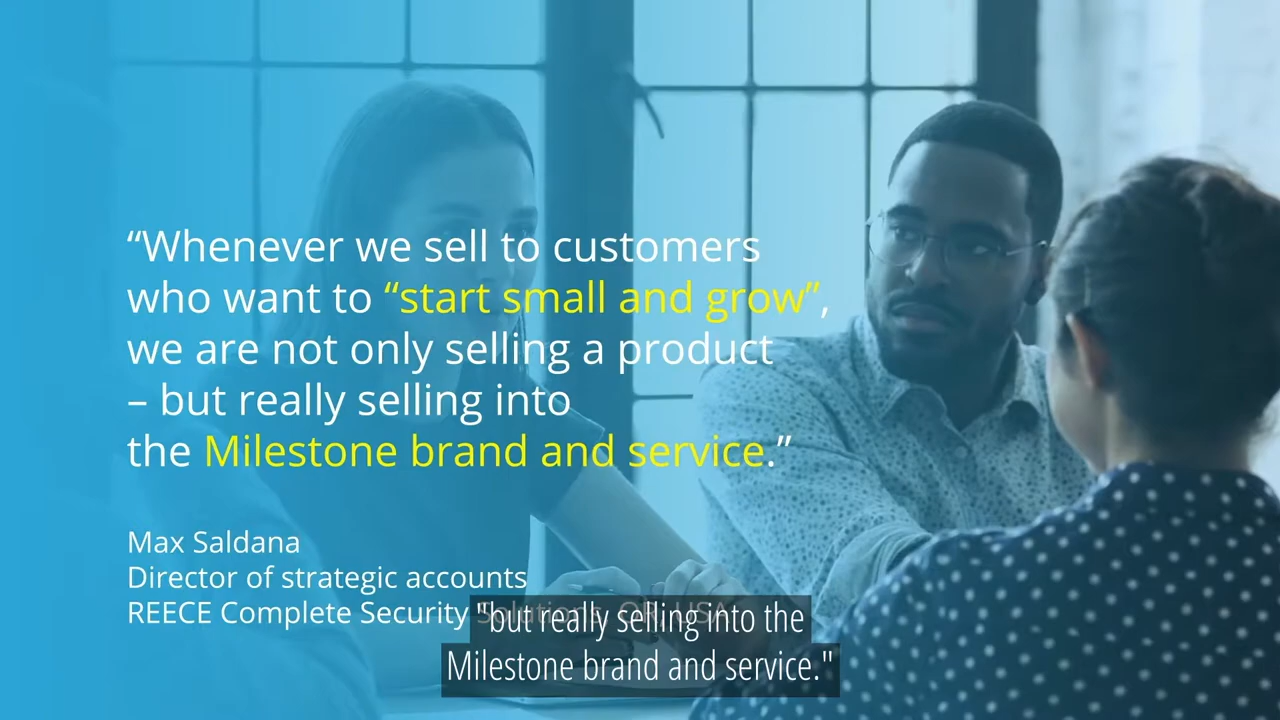 “Whenever we sell to customers
who want to “start small and grow”,
we are not only selling a product
– but really selling into
the Milestone brand and service.”
Max Saldana
Director of strategic accounts
REECE Complete Security Solutions, USA
"but really selling into the
Milestone brand and service."